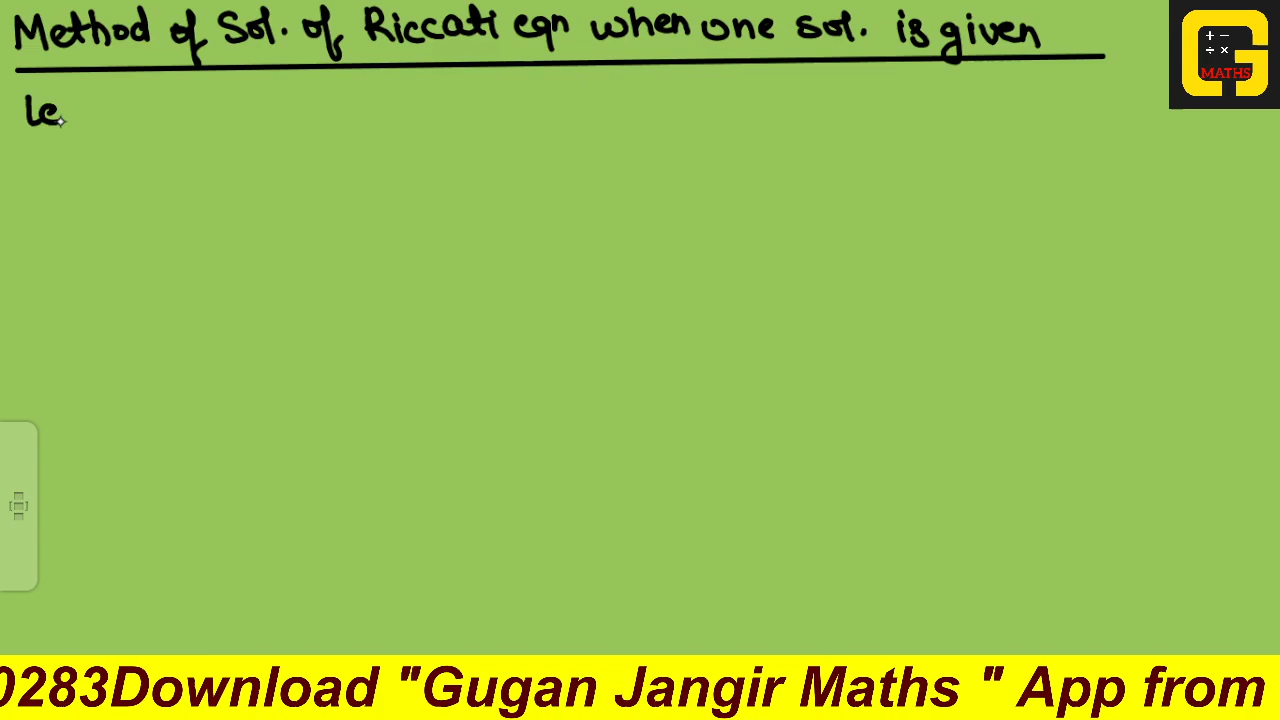 Method of Sol. of Riccati eqn when one sol. is given
+ -
÷ ×
MATHS
le
0283Download "Gugan Jangir Maths " App from